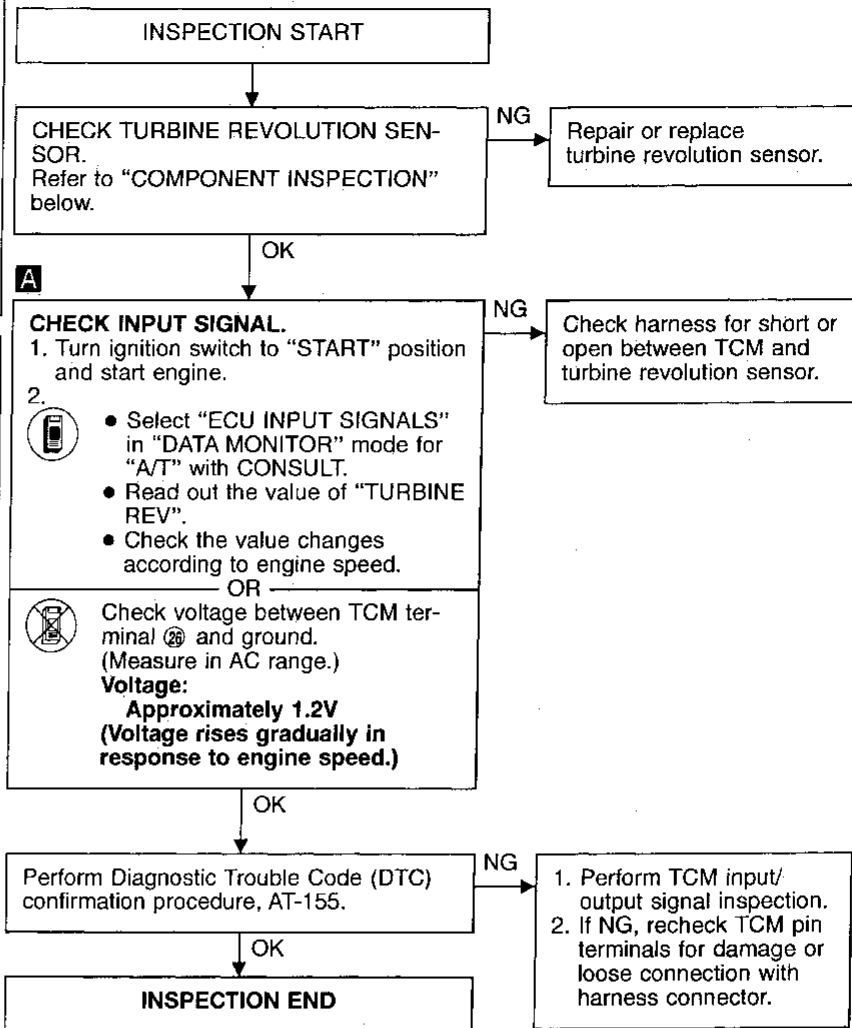 INSPECTION START
CHECK TURBINE REVOLUTION SEN-
SOR.
Refer to "COMPONENT INSPECTION"
below.
NG
Repair or replace
turbine revolution sensor.
OK
A
CHECK INPUT SIGNAL.
1. Turn ignition switch to "START" position
and start engine.
2.
● Select "ECU INPUT SIGNALS"
in "DATA MONITOR" mode for
"A/T" with CONSULT.
● Read out the value of "TURBINE
REV".
● Check the value changes
according to engine speed.
OR
Check voltage between TCM ter-
minal ㉖ and ground.
(Measure in AC range.)
Voltage:
Approximately 1.2V
(Voltage rises gradually in
response to engine speed.)
NG
Check harness for short or
open between TCM and
turbine revolution sensor.
OK
Perform Diagnostic Trouble Code (DTC)
confirmation procedure, AT-155.
NG
1. Perform TCM input/
output signal inspection.
2. If NG, recheck TCM pin
terminals for damage or
loose connection with
harness connector.
OK
INSPECTION END